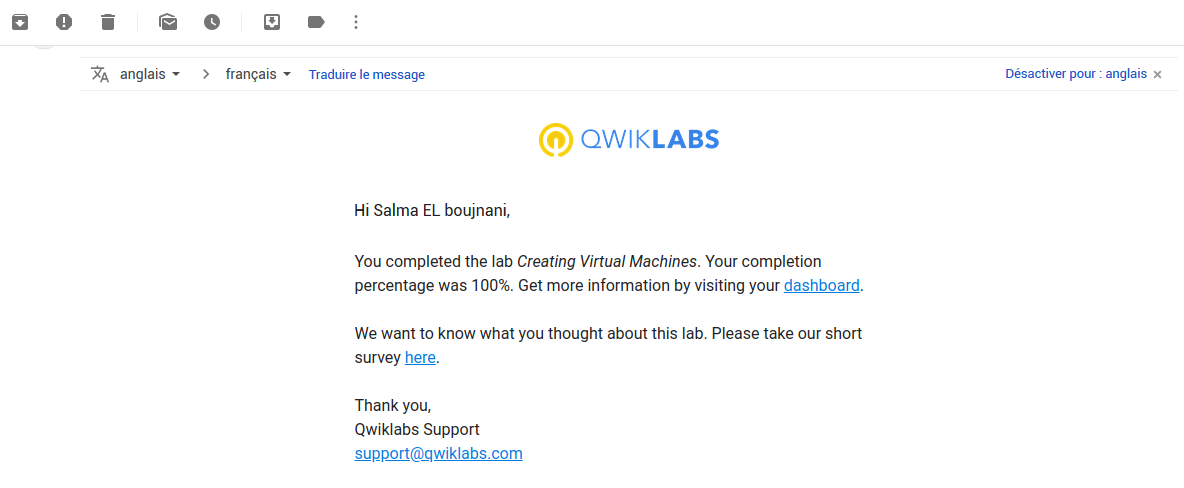 anglais français Traduire le message Désactiver pour : anglais
QWIKLABS
Hi Salma EL boujnani,
You completed the lab Creating Virtual Machines. Your completion
percentage was 100%. Get more information by visiting your dashboard.
We want to know what you thought about this lab. Please take our short
survey here.
Thank you,
Qwiklabs Support
support@qwiklabs.com